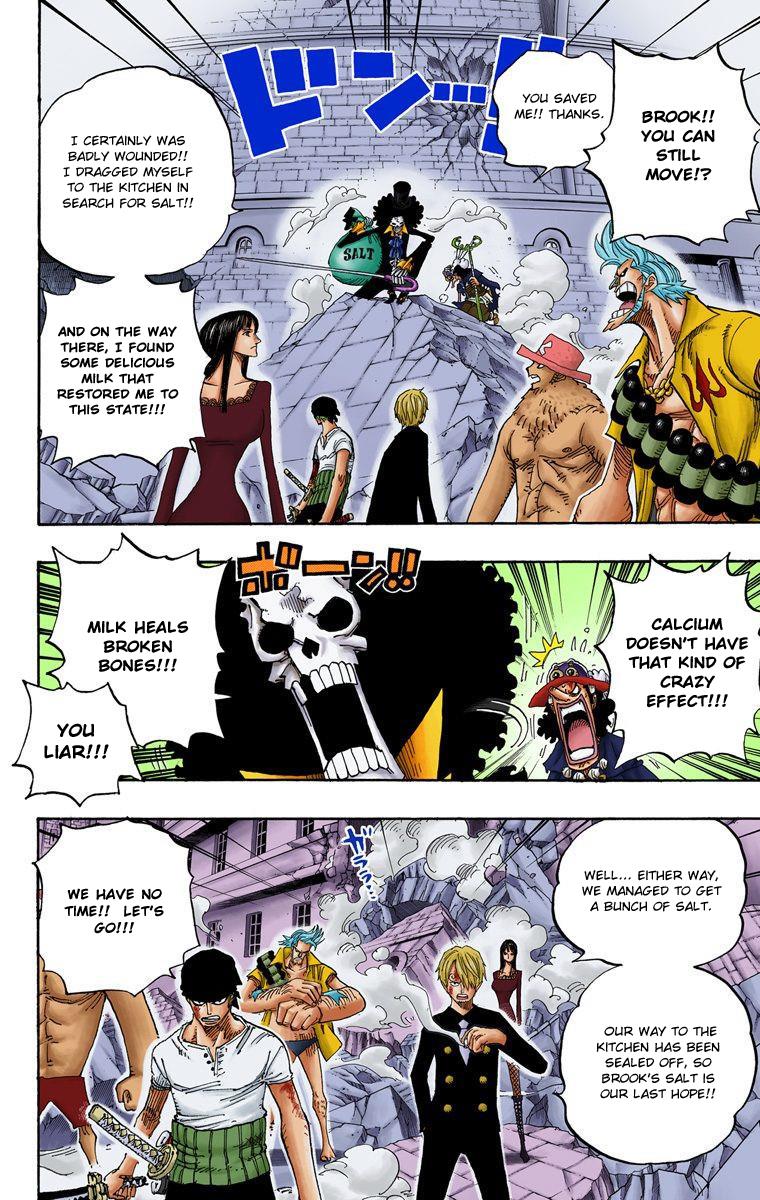 BROOK!!
YOU CAN
STILL
MOVE!?
YOU SAVED
ME!! THANKS.
ドン…!!
I CERTAINLY WAS
BADLY WOUNDED!!
I DRAGGED MYSELF
TO THE KITCHEN IN
SEARCH FOR SALT!!
SALT
AND ON THE WAY
THERE, I FOUND
SOME DELICIOUS
MILK THAT
RESTORED ME TO
THIS STATE!!!
CALCIUM
DOESN'T HAVE
THAT KIND OF
CRAZY
EFFECT!!!
ボーン!!
MILK HEALS
BROKEN
BONES!!!
YOU
LIAR!!!
WELL... EITHER WAY,
WE MANAGED TO GET
A BUNCH OF SALT.
OUR WAY TO THE
KITCHEN HAS BEEN
SEALED OFF, SO
BROOK'S SALT IS
OUR LAST HOPE!!
ガララ…
WE HAVE NO
TIME!! LET'S
GO!!!